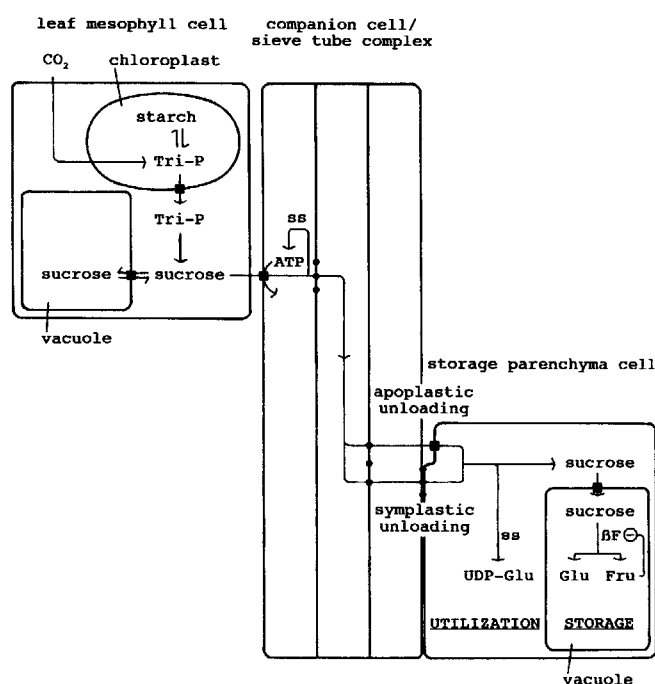 leaf mesophyll cell
companion cell/
sieve tube complex
CO₂
chloroplast
starch
Tri-P
Tri-P
ss
ATP
sucrose
sucrose
vacuole
storage parenchyma cell
apoplastic
unloading
sucrose
sucrose
symplastic
unloading
ss
βF
UDP-Glu
Glu
Fru
UTILIZATION
STORAGE
vacuole